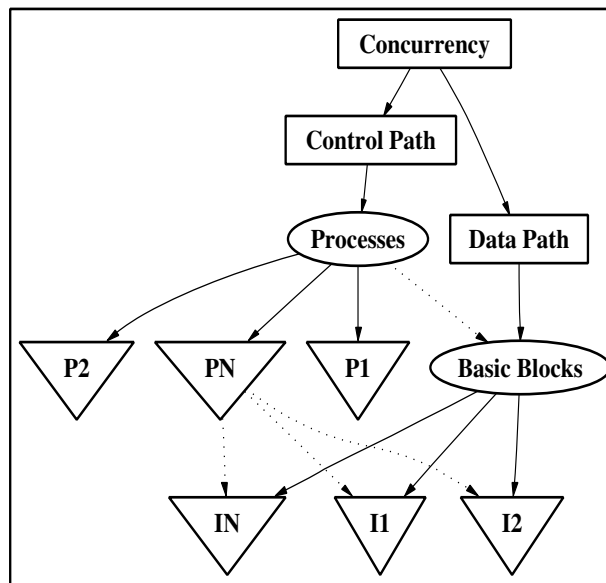 Concurrency
Control Path
Processes
Data Path
P2
PN
P1
Basic Blocks
IN
I1
I2